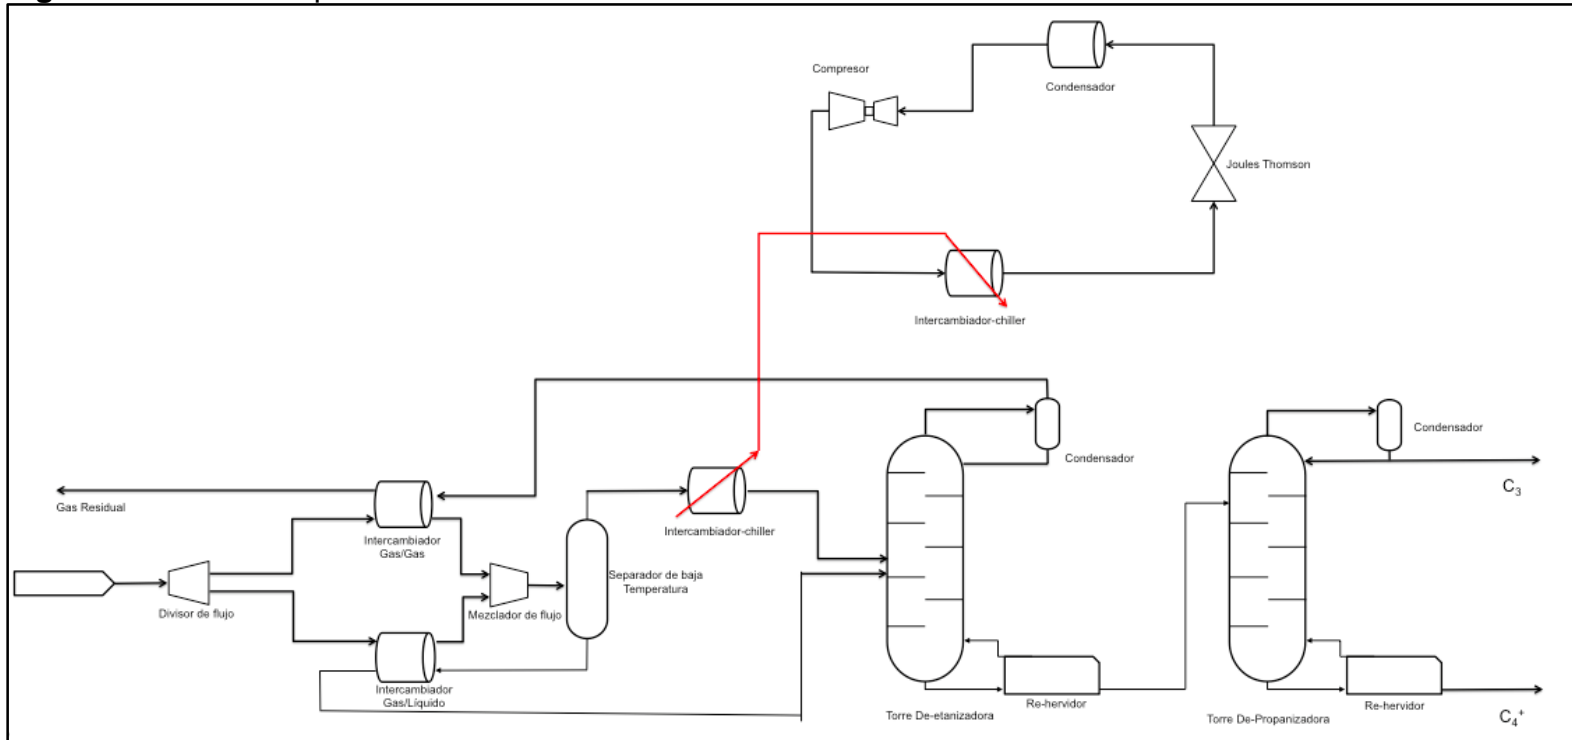 Compresor
Condensador
Joules Thomson
Intercambiador-chiller
Condensador
Condensador
C₃
Gas Residual
Intercambiador
Gas/Gas
Intercambiador-chiller
Separador de baja
Temperatura
Divisor de flujo
Mezclador de flujo
Intercambiador
Gas/Líquido
Torre De-etanizadora
Re-hervidor
Torre De-Propanizadora
Re-hervidor
C₄⁺